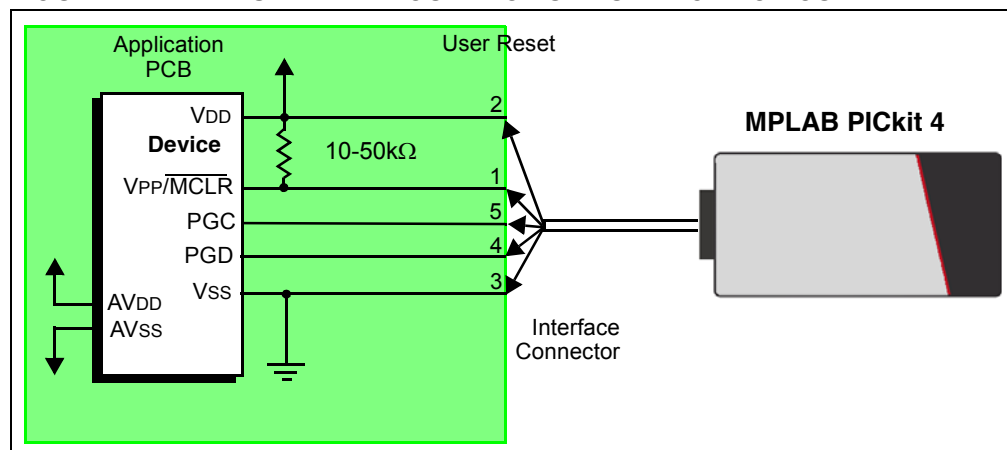 Application
PCB
User Reset
VDD
2
Device
10-50kΩ
MPLAB PICkit 4
VPP/MCLR
1
PGC
5
PGD
4
VSS
3
AVDD
AVSS
Interface
Connector